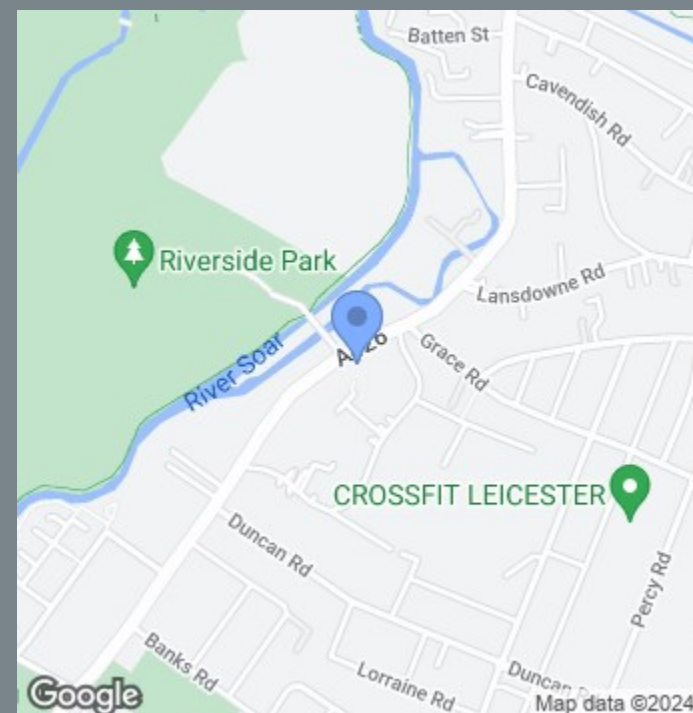 Batten St
Cavendish Rd
Riverside Park
Lansdowne Rd
River Soar
Grace Rd
CROSSFIT LEICESTER
Duncan Rd
Percy Rd
Banks Rd
Lorraine Rd
Duncan
Google
Map data ©2024